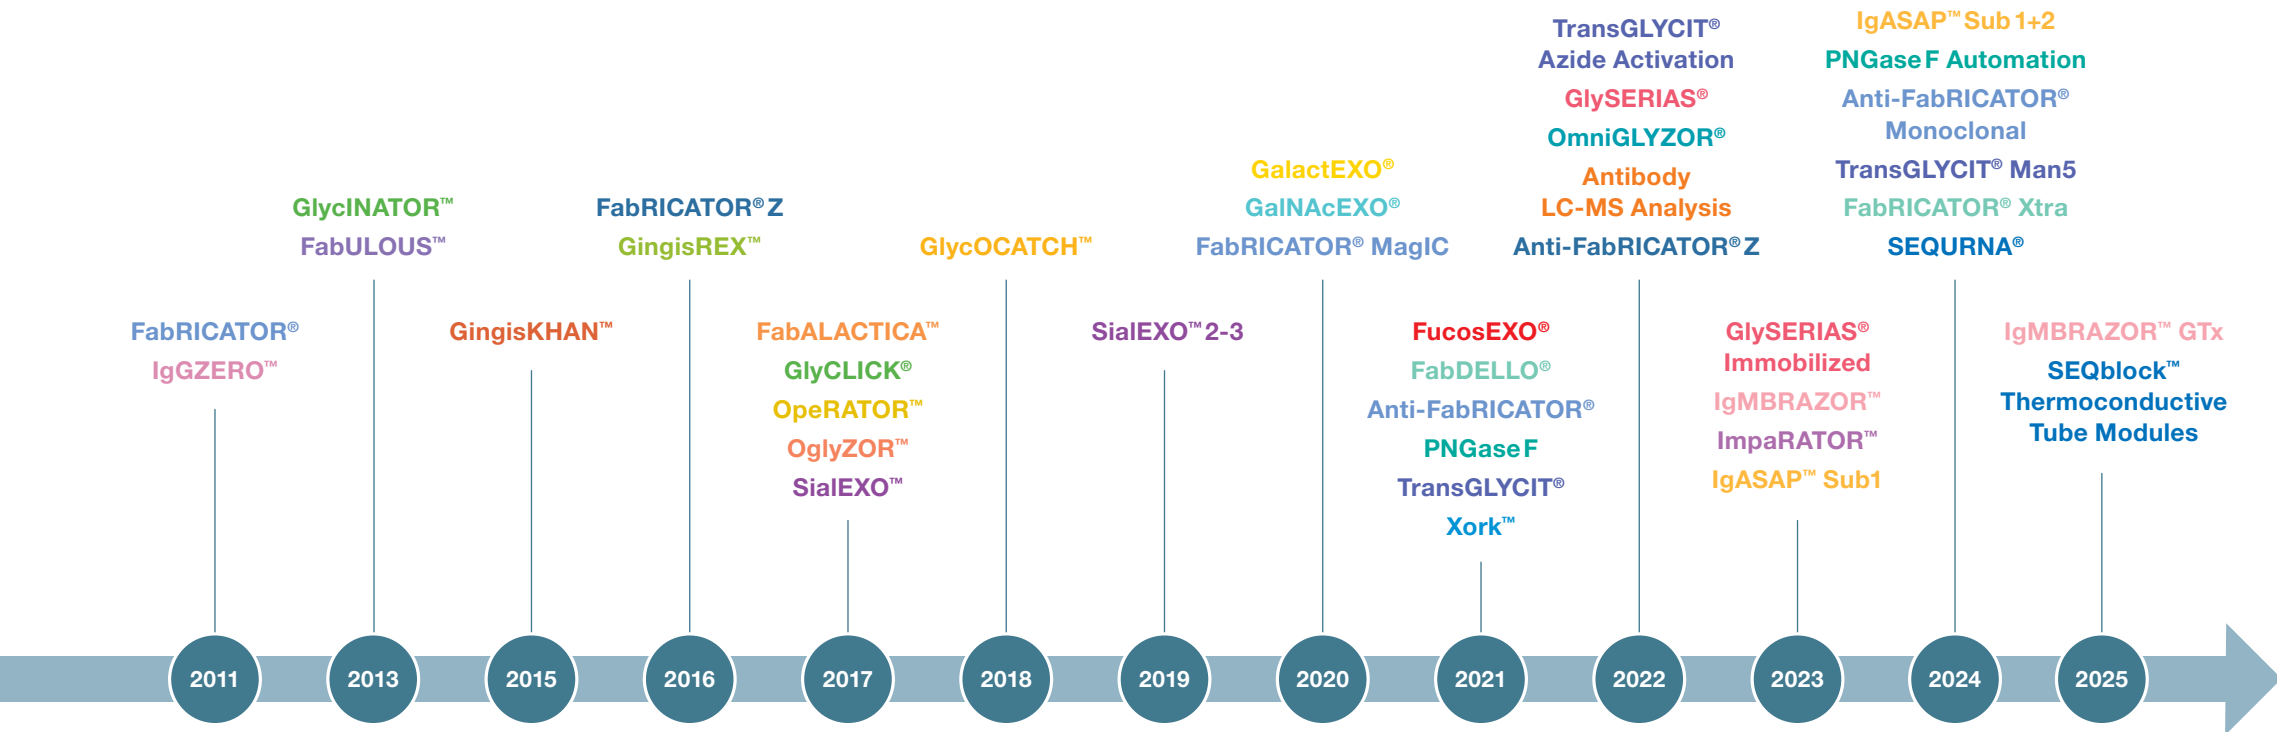 FabRICATOR®
IgGZERO™
2011
GlycINATOR™
FabULOUS™
2013
GingisKHAN™
2015
FabRICATOR® Z
GingisREX™
2016
FabALACTICA™
GlyCLICK®
OpeRATOR™
OglyZOR™
SialEXO™
2017
GlycOCATCH™
2018
SialEXO™ 2-3
2019
GalactEXO®
GalNAcEXO®
FabRICATOR® MagIC
2020
FucosEXO®
FabDELLO®
Anti-FabRICATOR®
PNGase F
TransGLYCIT®
Xork™
2021
TransGLYCIT®
Azide Activation
GlySERIAS®
OmniGLYZOR®
Antibody
LC-MS Analysis
Anti-FabRICATOR® Z
2022
GlySERIAS®
Immobilized
IgMBRAZOR™
ImpaRATOR™
IgASAP™ Sub1
2023
IgASAP™ Sub 1+2
PNGase F Automation
Anti-FabRICATOR®
Monoclonal
TransGLYCIT® Man5
FabRICATOR® Xtra
SEQURNA®
2024
IgMBRAZOR™ GTx
SEQblock™
Thermoconductive
Tube Modules
2025